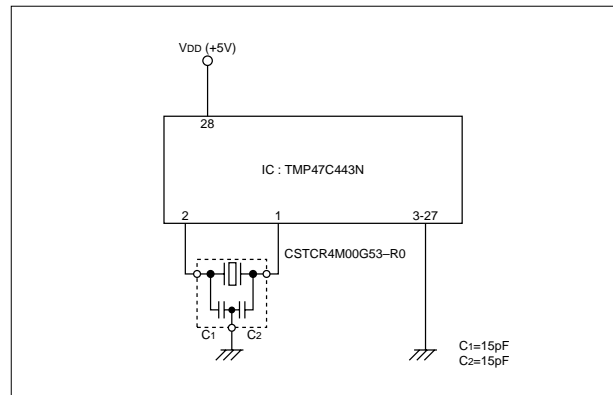 VDD (+5V)
28
IC : TMP47C443N
2
1
3-27
CSTCR4M00G53–R0
C1
C2
C1=15pF
C2=15pF